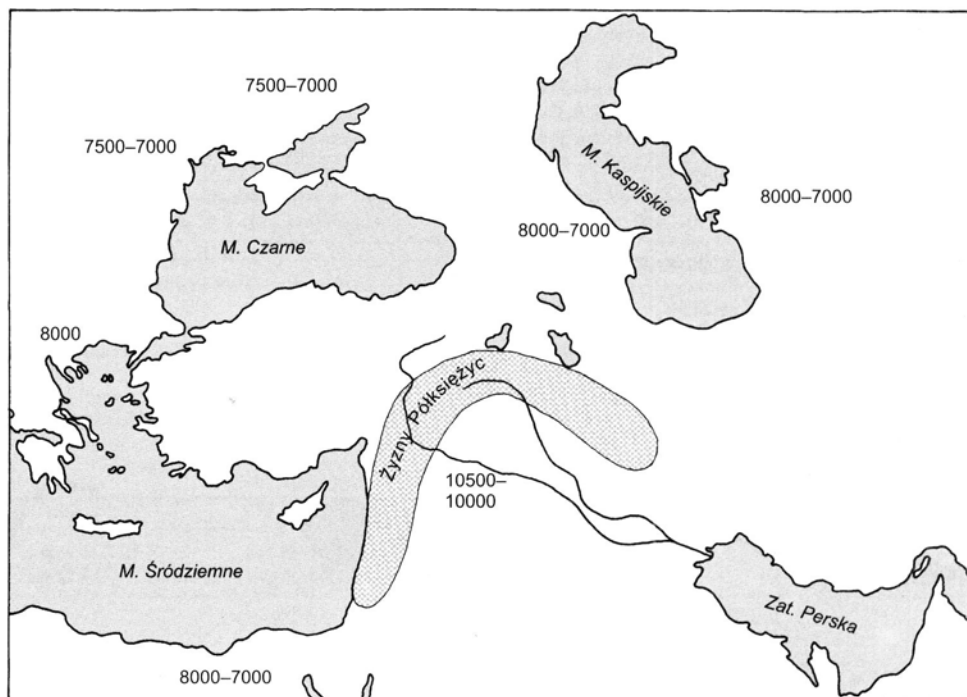 7500–7000
7500–7000
M. Kaspijskie
8000–7000
8000–7000
M. Czarne
8000
Żyzny Półksiężyc
10500–
10000
M. Śródziemne
Zat. Perska
8000–7000